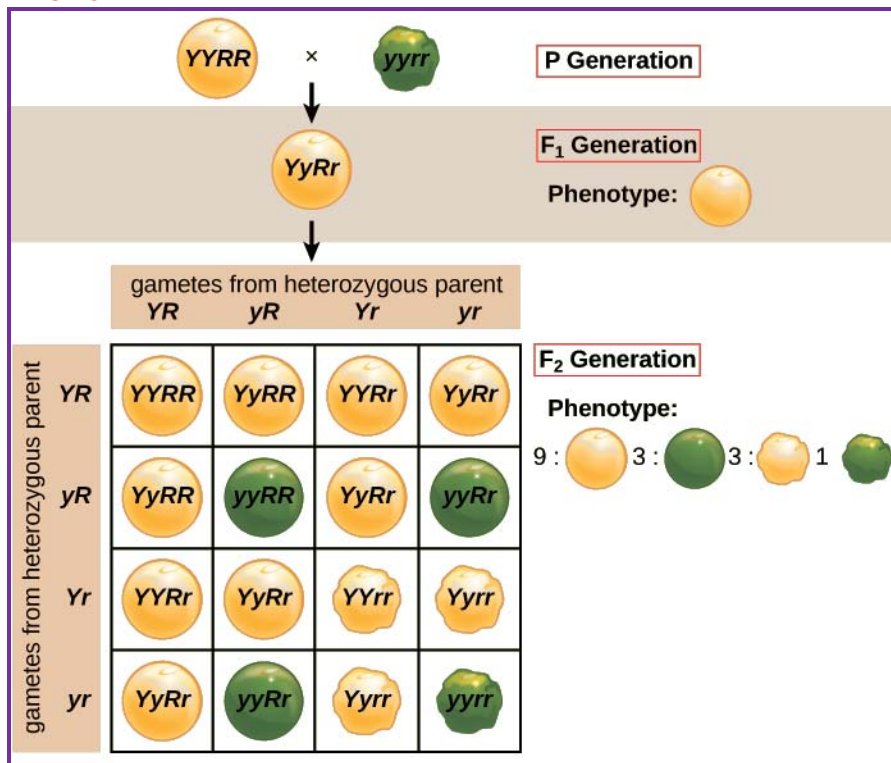 YYRR × yyrr P Generation
F₁ Generation
YyRr
Phenotype:
gametes from heterozygous parent
YR yR Yr yr
F₂ Generation
gametes from heterozygous parent
YR YYRR YyRR YYRr YyRr
Phenotype:
9 : 3 : 3 : 1
yR YyRR yyRR YyRr yyRr
Yr YYRr YyRr YYrr Yyrr
yr YyRr yyRr Yyrr yyrr